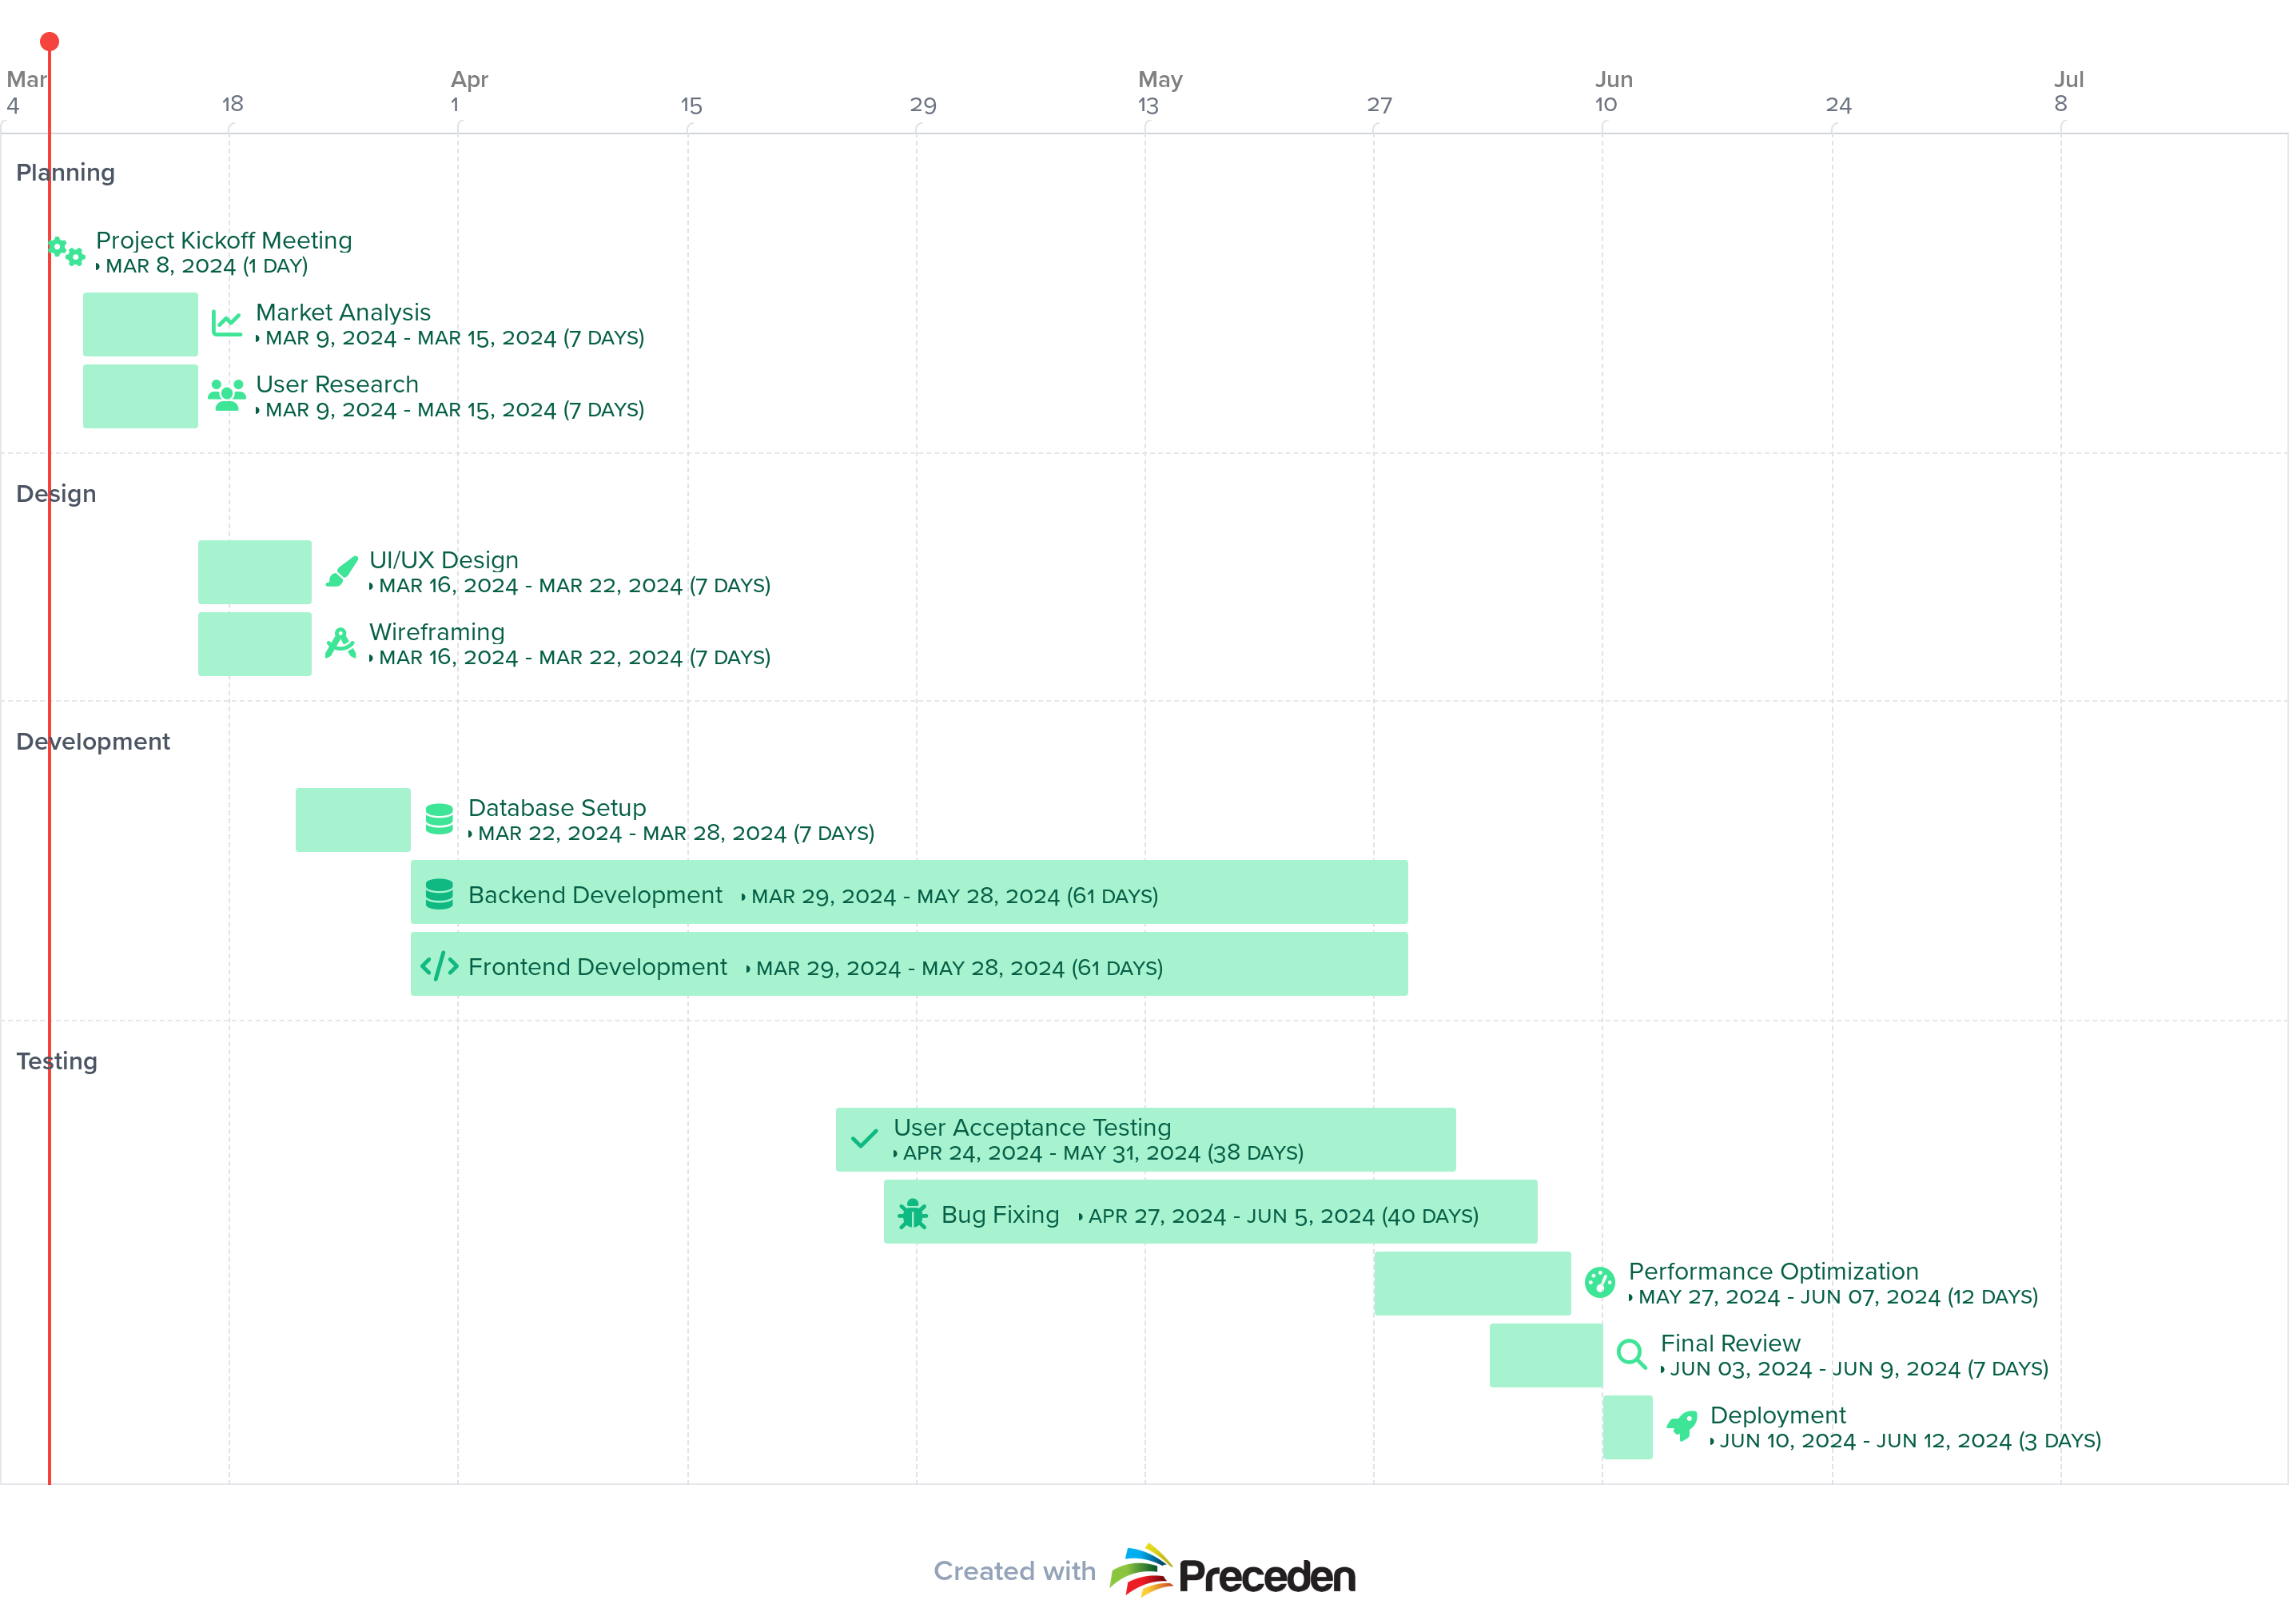 Mar Apr May Jun Jul
4 18 1 15 29 13 27 10 24 8
Planning
Project Kickoff Meeting
MAR 8, 2024 (1 DAY)
Market Analysis
MAR 9, 2024 - MAR 15, 2024 (7 DAYS)
User Research
MAR 9, 2024 - MAR 15, 2024 (7 DAYS)
Design
UI/UX Design
MAR 16, 2024 - MAR 22, 2024 (7 DAYS)
Wireframing
MAR 16, 2024 - MAR 22, 2024 (7 DAYS)
Development
Database Setup
MAR 22, 2024 - MAR 28, 2024 (7 DAYS)
Backend Development MAR 29, 2024 - MAY 28, 2024 (61 DAYS)
Frontend Development MAR 29, 2024 - MAY 28, 2024 (61 DAYS)
Testing
User Acceptance Testing
APR 24, 2024 - MAY 31, 2024 (38 DAYS)
Bug Fixing APR 27, 2024 - JUN 5, 2024 (40 DAYS)
Performance Optimization
MAY 27, 2024 - JUN 07, 2024 (12 DAYS)
Final Review
JUN 03, 2024 - JUN 9, 2024 (7 DAYS)
Deployment
JUN 10, 2024 - JUN 12, 2024 (3 DAYS)
Created with Preceden